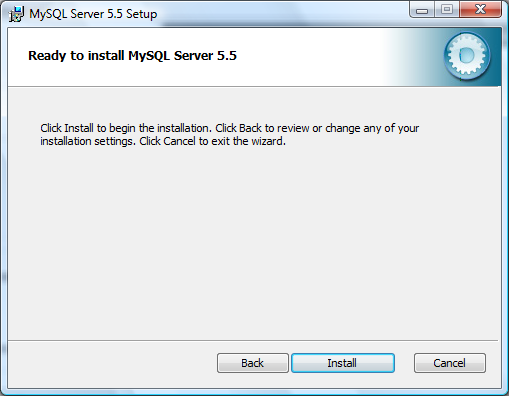 MySQL Server 5.5 Setup
Ready to install MySQL Server 5.5
Click Install to begin the installation. Click Back to review or change any of your
installation settings. Click Cancel to exit the wizard.
Back
Install
Cancel